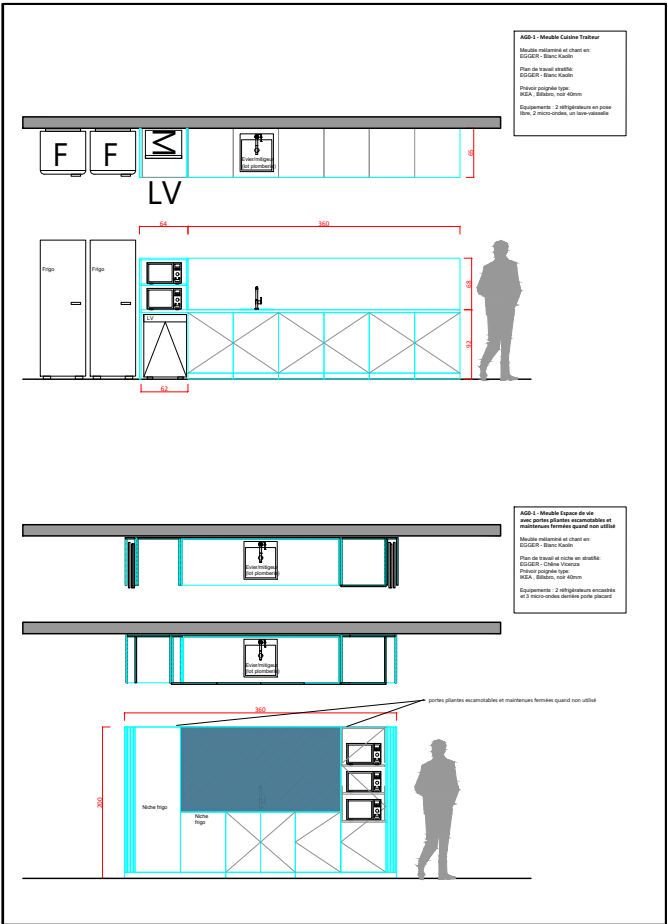 AG0-1 - Meuble Cuisine Traiteur
Meuble mélaminé et chant en:
EGGER - Blanc Kaolin
Plan de travail stratifié:
EGGER - Blanc Kaolin
Prévoir poignée type:
IKEA , Billsbro, noir 40mm
Equipements : 2 réfrigérateurs en pose
libre, 2 micro-ondes, un lave-vaisselle
F
F
M
Evier/mitigeur
(lot plomberie)
65
LV
64
360
Frigo
Frigo
LV
68
92
62
AG0-1 - Meuble Espace de vie
avec portes pliantes escamotables et
maintenues fermées quand non utilisé
Meuble mélaminé et chant en:
EGGER - Blanc Kaolin
Plan de travail et niche en stratifié:
EGGER - Chêne Vicenza
Prévoir poignée type:
IKEA , Billsbro, noir 40mm
Equipements : 2 réfrigérateurs encastrés
et 3 micro-ondes derrière porte placard
Evier/mitigeur
(lot plomberie)
Evier/mitigeur
(lot plomberie)
portes pliantes escamotables et maintenues fermées quand non utilisé
360
200
Niche frigo
Niche
frigo